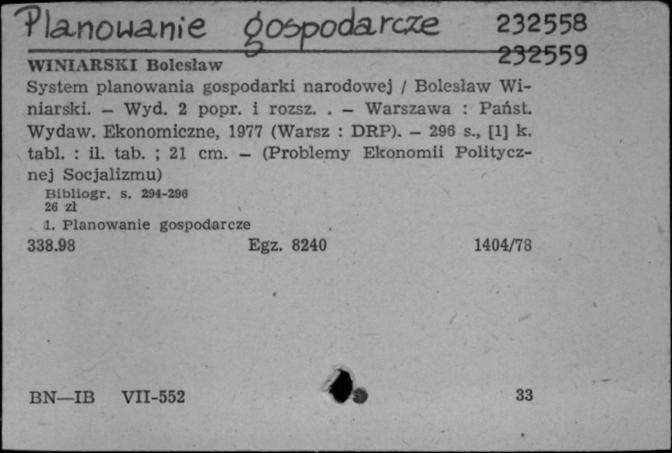 Planowanie gospodarcze 232558
232559
WINIARSKI Bolesław
System planowania gospodarki narodowej / Bolesław Wi-
niarski. — Wyd. 2 popr. i rozsz. . — Warszawa : Państ.
Wydaw. Ekonomiczne, 1977 (Warsz : DRP). — 296 s., [1] k.
tabl. : il. tab. ; 21 cm. — (Problemy Ekonomii Politycz-
nej Socjalizmu)
Bibliogr. s. 294-296
26 zł
1. Planowanie gospodarcze
338.98 Egz. 8240 1404/78
BN—IB VII-552 33